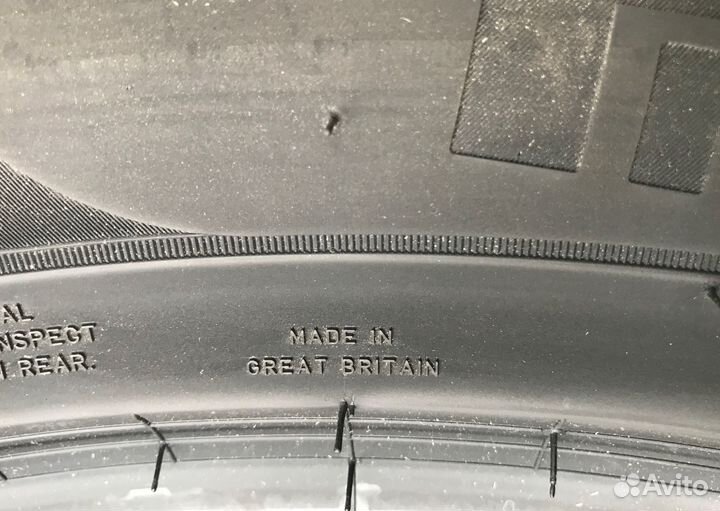 AL
NSPECT
REAR.
MADE IN
GREAT BRITAIN
Avito